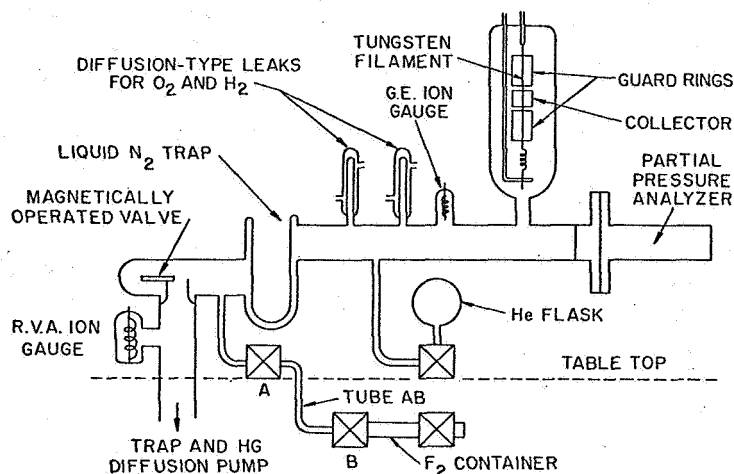 TUNGSTEN
FILAMENT
DIFFUSION-TYPE LEAKS
FOR O2 AND H2
G.E. ION
GAUGE
GUARD RINGS
COLLECTOR
LIQUID N2 TRAP
PARTIAL
PRESSURE
ANALYZER
MAGNETICALLY
OPERATED VALVE
He FLASK
R.V.A. ION
GAUGE
TABLE TOP
A
TUBE AB
B
F2 CONTAINER
TRAP AND HG
DIFFUSION PUMP